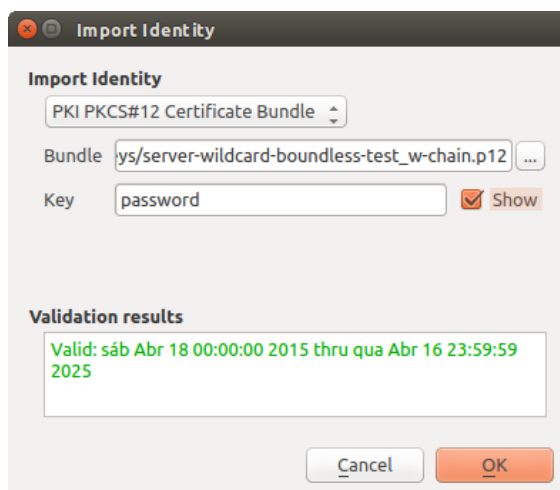 Import Identity
Import Identity
PKI PKCS#12 Certificate Bundle
Bundle ys/server-wildcard-boundless-test_w-chain.p12 ...
Key password Show
Validation results
Valid: sáb Abr 18 00:00:00 2015 thru qua Abr 16 23:59:59
2025
Cancel OK